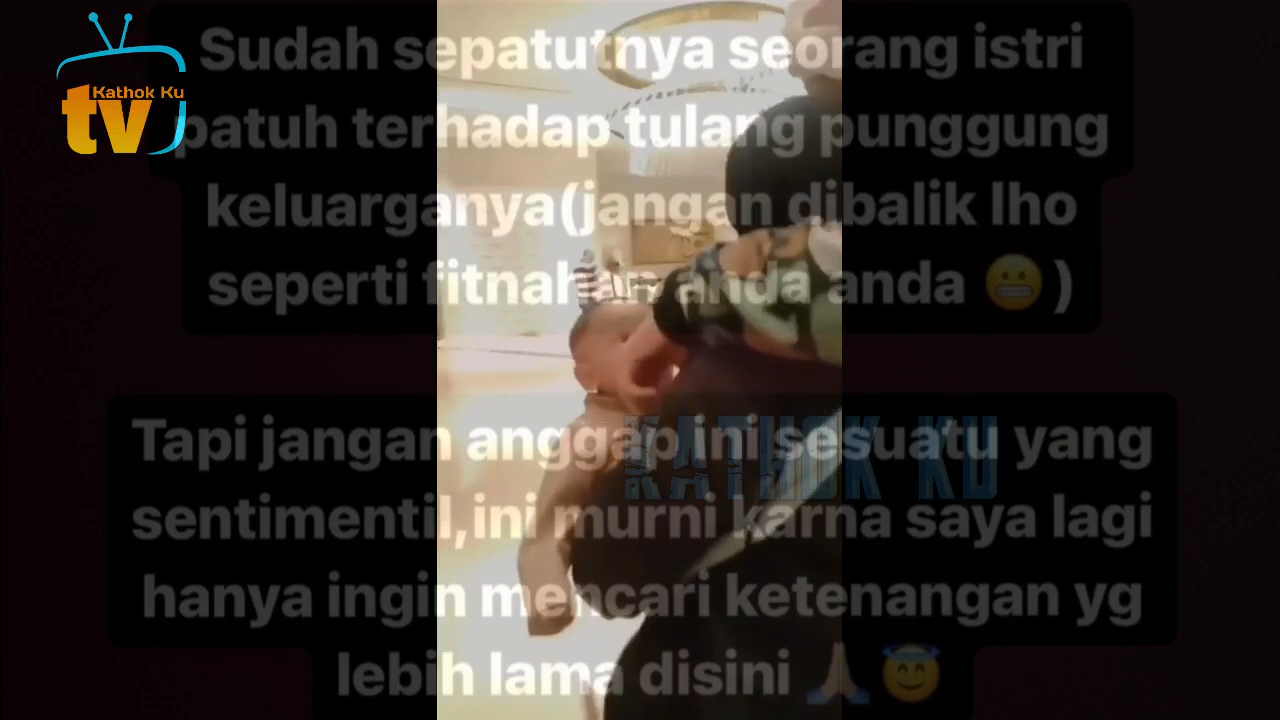 Kathok Ku
tv
Sudah sepatutnya seorang istri
patuh terhadap tulang punggung
keluarganya(jangan dibalik lho
seperti fitnahan anda anda 😬)
Tapi jangan anggap ini sesuatu yang
sentimentil,ini murni karna saya lagi
hanya ingin mencari ketenangan yg
lebih lama disini 🙏🏼😇
KATHOK KU